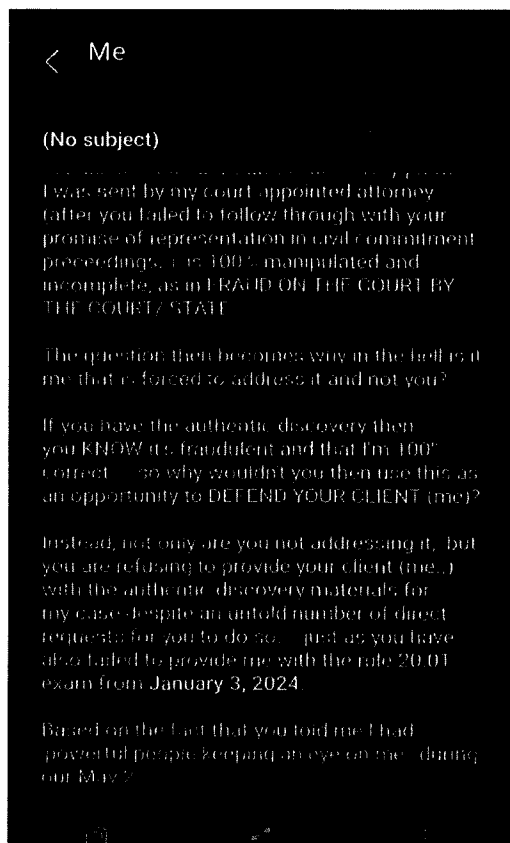 Me
(No subject)
I was sent by my court appointed attorney
(after you failed to follow through with your
promise of representation in civil commitment
preceedings, is 100% manipulated and
incomplete, as in FRAUD ON THE COURT BY
THE COURT/ STATE
The question then becomes why in the hell is it
me that is forced to address it and not you?
If you have the authentic discovery then
you KNOW it's fraudulent and that I'm 100%
correct so why wouldn't you then use this as
an opportunity to DEFEND YOUR CLIENT (me)?
Instead, not only are you not addressing it, but
you are refusing to provide your client (me..)
with the authentic discovery materials for
my case despite an untold number of direct
requests for you to do so. just as you have
also failed to provide me with the rule 20.01
exam from January 3, 2024.
Based on the fact that you told me I had
powerful people keeping an eye on me during
our May